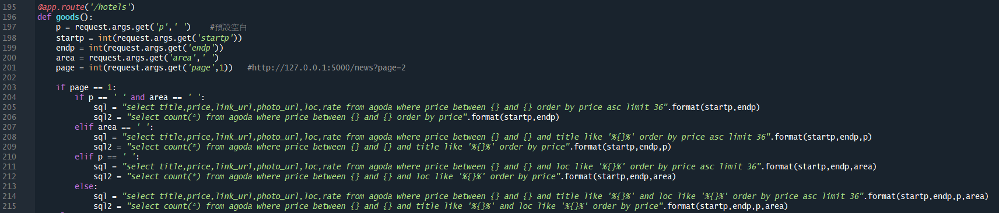 195 @app.route('/hotels')
196 def goods():
197     p = request.args.get('p',' ')    #預設空白
198     startp = int(request.args.get('startp'))
199     endp = int(request.args.get('endp'))
200     area = request.args.get('area',' ')
201     page = int(request.args.get('page',1))   #http://127.0.0.1:5000/news?page=2
202
203     if page == 1:
204         if p == ' ' and area == ' ':
205             sql = "select title,price,link_url,photo_url,loc,rate from agoda where price between {} and {} order by price asc limit 36".format(startp,endp)
206             sql2 = "select count(*) from agoda where price between {} and {} order by price".format(startp,endp)
207         elif area == ' ':
208             sql = "select title,price,link_url,photo_url,loc,rate from agoda where price between {} and {} and title like '%{}%' order by price asc limit 36".format(startp,endp,p)
209             sql2 = "select count(*) from agoda where price between {} and {} and title like '%{}%' order by price".format(startp,endp,p)
210         elif p == ' ':
211             sql = "select title,price,link_url,photo_url,loc,rate from agoda where price between {} and {} and loc like '%{}%' order by price asc limit 36".format(startp,endp,area)
212             sql2 = "select count(*) from agoda where price between {} and {} and loc like '%{}%' order by price".format(startp,endp,area)
213         else:
214             sql = "select title,price,link_url,photo_url,loc,rate from agoda where price between {} and {} and title like '%{}%' and loc like '%{}%' order by price asc limit 36".format(startp,endp,p,area)
215             sql2 = "select count(*) from agoda where price between {} and {} and title like '%{}%' and loc like '%{}%' order by price".format(startp,endp,p,area)